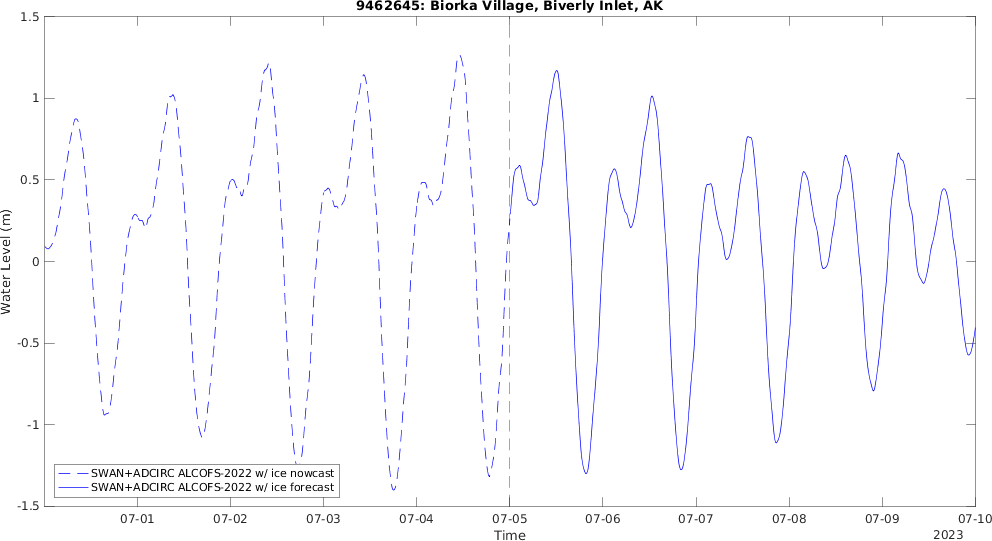 9462645: Biorka Village, Biverly Inlet, AK
Water Level (m)
1.5
1
0.5
0
-0.5
-1
-1.5
SWAN+ADCIRC ALCOFS-2022 w/ ice nowcast
SWAN+ADCIRC ALCOFS-2022 w/ ice forecast
07-01 07-02 07-03 07-04 07-05 07-06 07-07 07-08 07-09 07-10
Time
2023